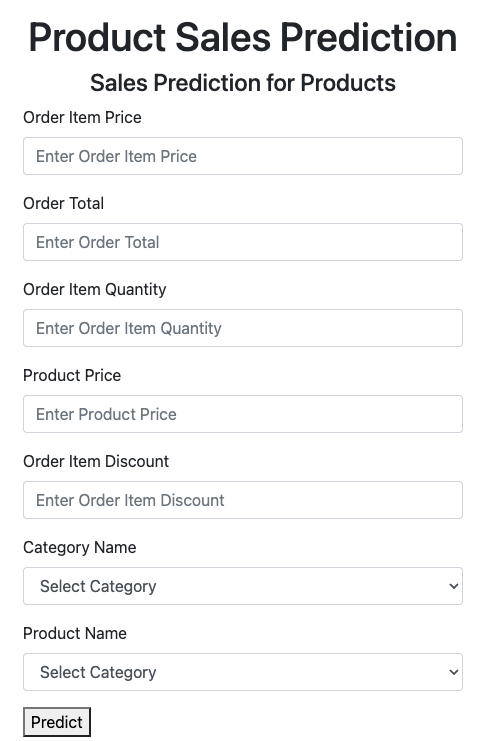 Product Sales Prediction
Sales Prediction for Products
Order Item Price
Enter Order Item Price
Order Total
Enter Order Total
Order Item Quantity
Enter Order Item Quantity
Product Price
Enter Product Price
Order Item Discount
Enter Order Item Discount
Category Name
Select Category
Product Name
Select Category
Predict